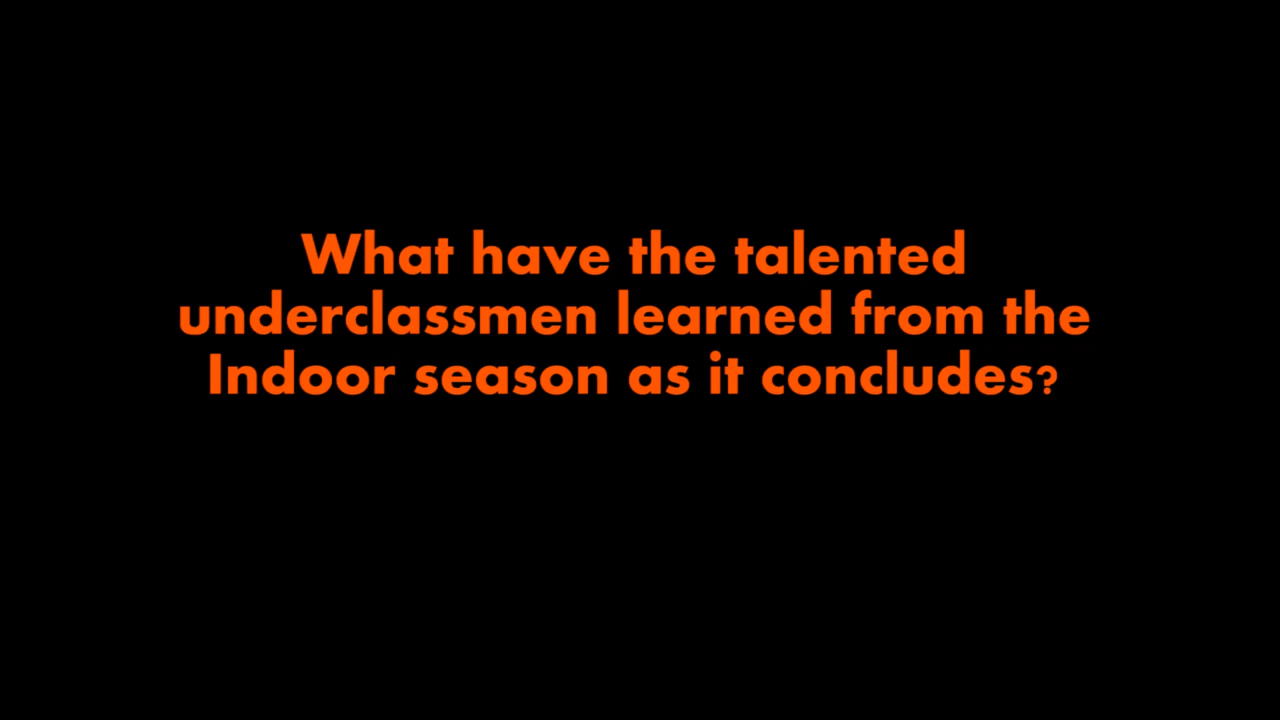 What have the talented
underclassmen learned from the
Indoor season as it concludes?